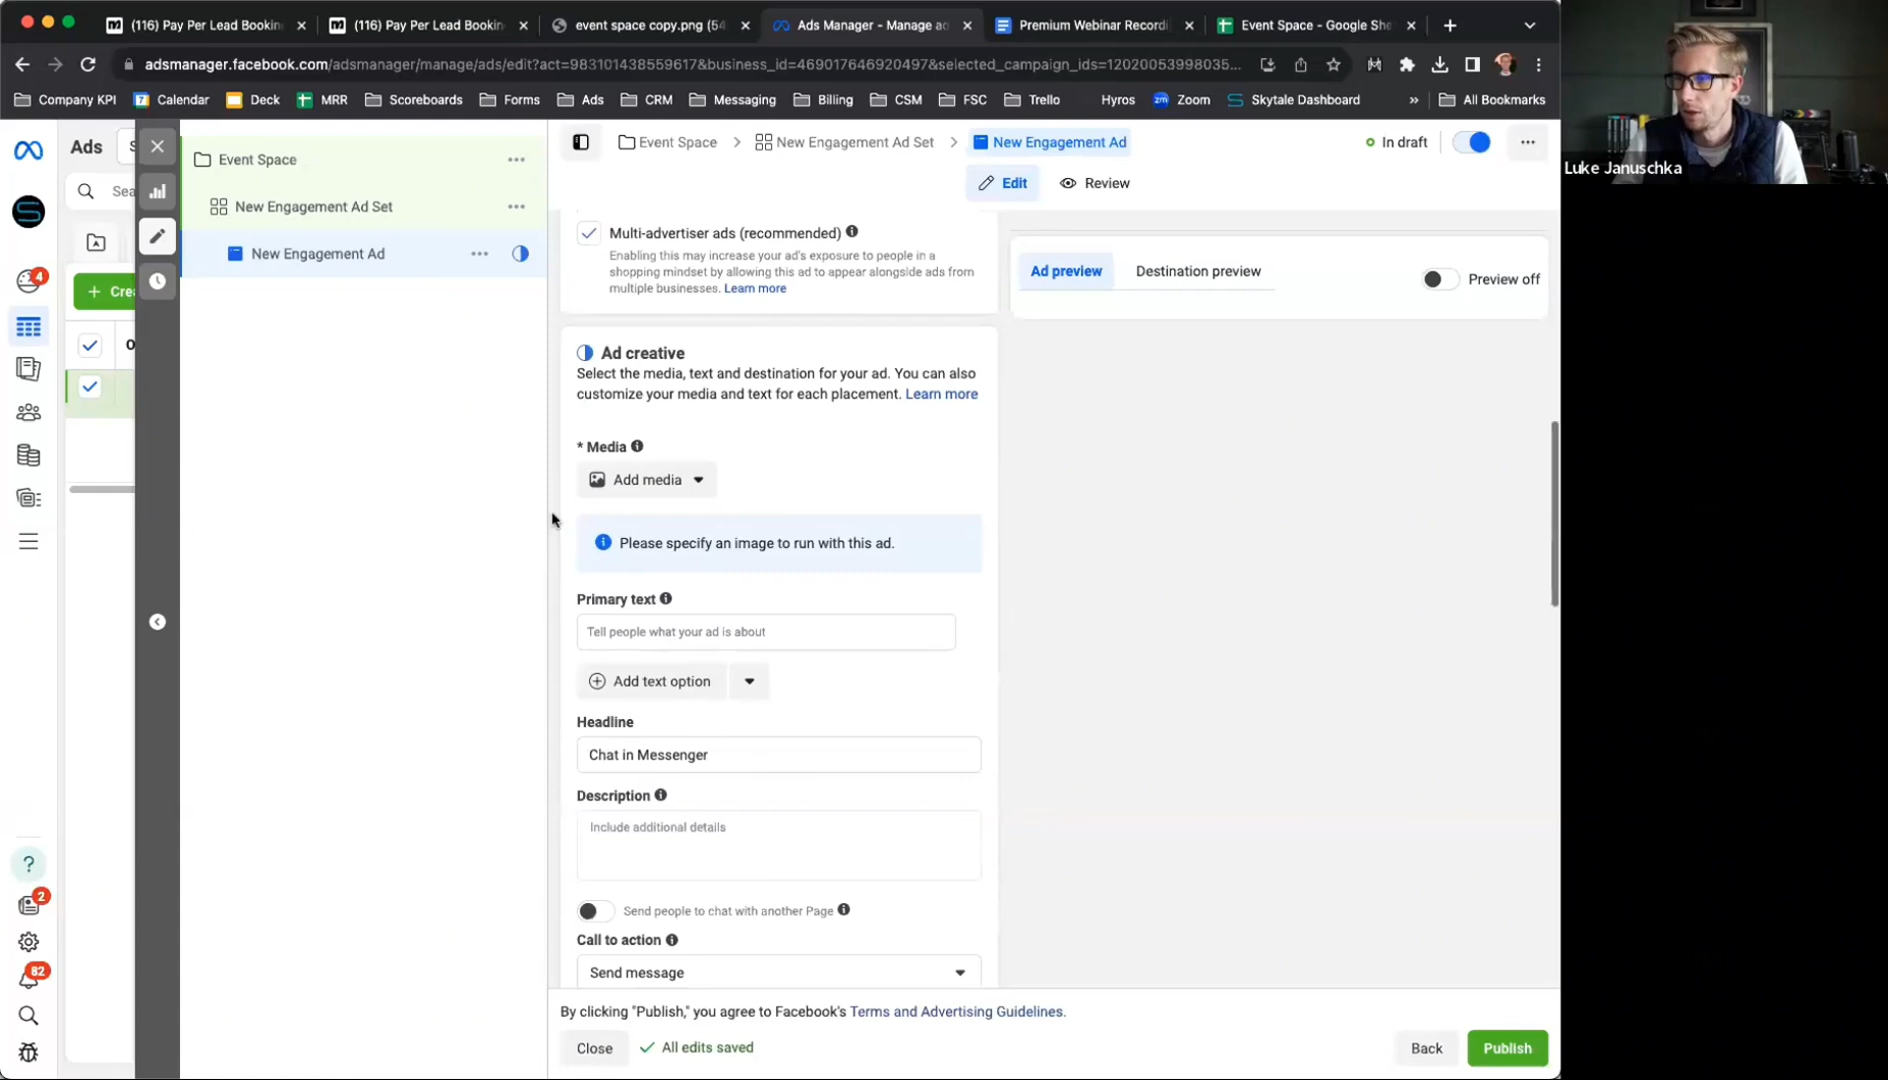 (116) Pay Per Lead Bookin
(116) Pay Per Lead Bookin
event space copy.png (54
Ads Manager - Manage ad
Premium Webinar Recordi
Event Space - Google She
adsmanager.facebook.com/adsmanager/manage/ads/edit?act=983101438559617&business_id=469017646920497&selected_campaign_ids=12020053998035...
Company KPI
Calendar
Deck
MRR
Scoreboards
Forms
Ads
CRM
Messaging
Billing
CSM
FSC
Trello
Hyros
Zoom
Skytale Dashboard
»
All Bookmarks
Luke Januschka
Ads
S
Sea
4
+ Crea
O
Event Space
New Engagement Ad Set
New Engagement Ad
Event Space > New Engagement Ad Set > New Engagement Ad
In draft
Edit
Review
Multi-advertiser ads (recommended)
Enabling this may increase your ad's exposure to people in a
shopping mindset by allowing this ad to appear alongside ads from
multiple businesses. Learn more
Ad preview
Destination preview
Preview off
Ad creative
Select the media, text and destination for your ad. You can also
customize your media and text for each placement. Learn more
* Media
Add media
Please specify an image to run with this ad.
Primary text
Tell people what your ad is about
Add text option
Headline
Chat in Messenger
Description
Include additional details
Send people to chat with another Page
Call to action
Send message
?
2
82
By clicking "Publish," you agree to Facebook's Terms and Advertising Guidelines.
Close
All edits saved
Back
Publish